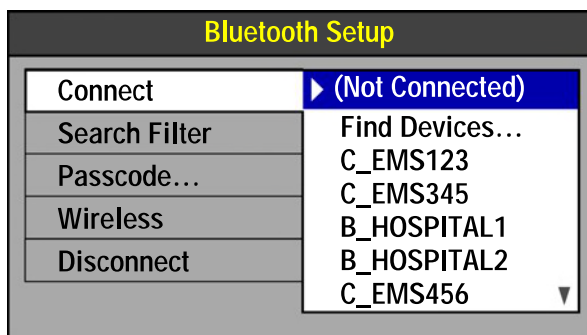 Bluetooth Setup
Connect
Search Filter
Passcode...
Wireless
Disconnect
(Not Connected)
Find Devices...
C_EMS123
C_EMS345
B_HOSPITAL1
B_HOSPITAL2
C_EMS456